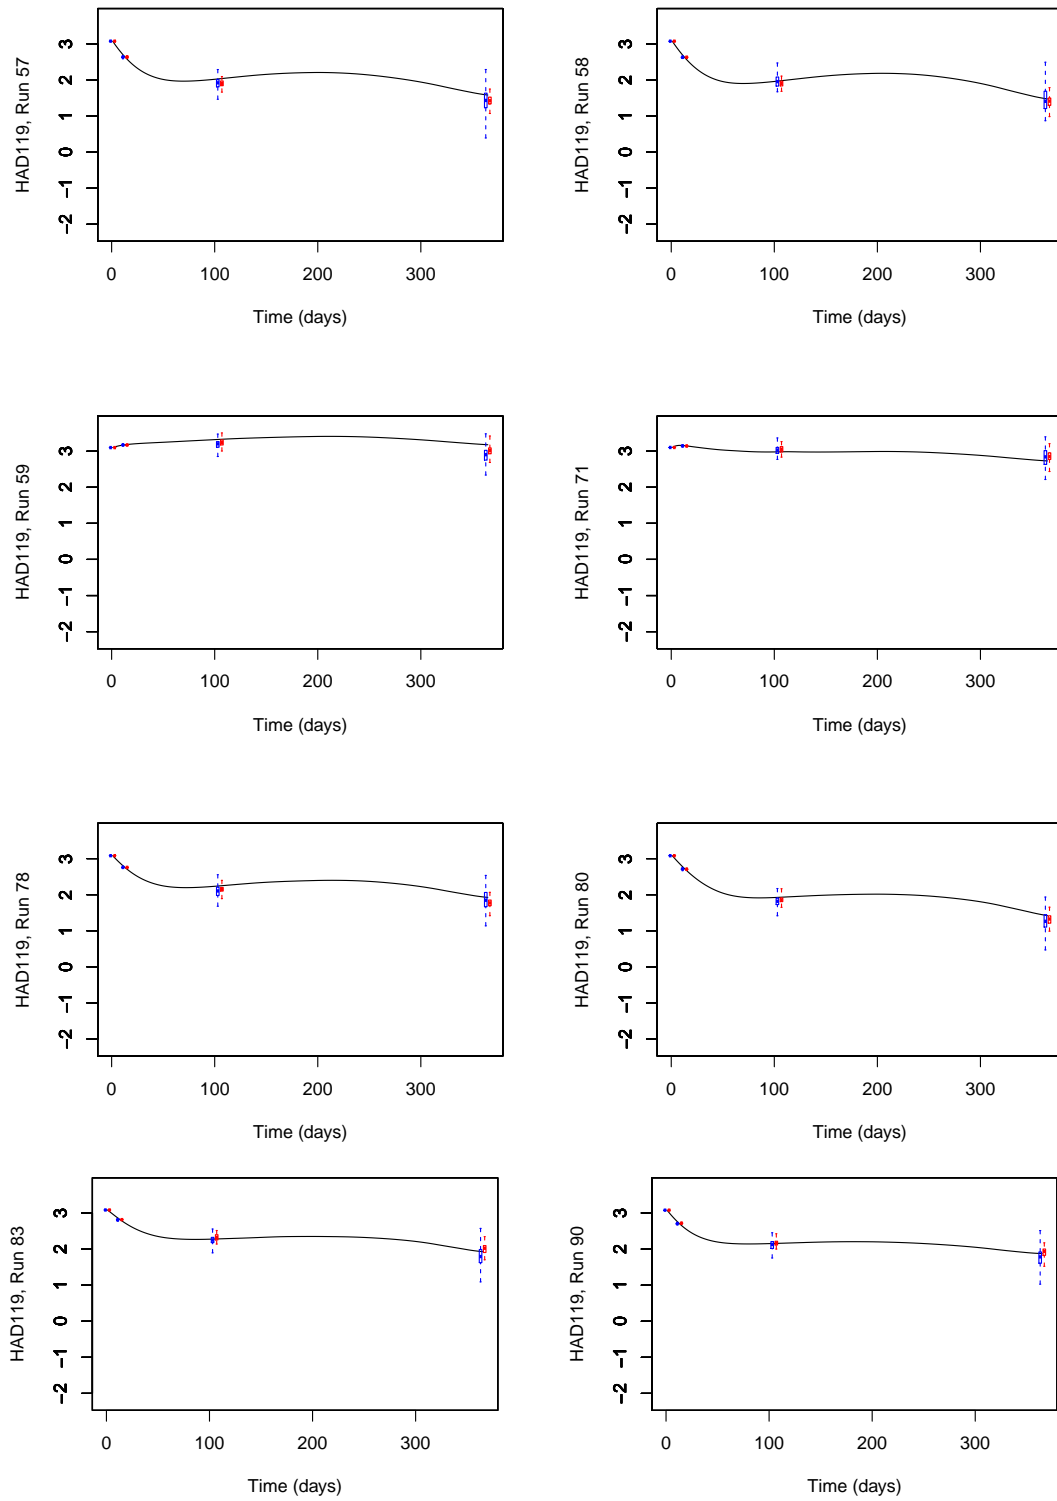 HAD119, Run 57
3
2
1
0
−1
−2
0 100 200 300
Time (days)
HAD119, Run 58
3
2
1
0
−1
−2
0 100 200 300
Time (days)
HAD119, Run 59
3
2
1
0
−1
−2
0 100 200 300
Time (days)
HAD119, Run 71
3
2
1
0
−1
−2
0 100 200 300
Time (days)
HAD119, Run 78
3
2
1
0
−1
−2
0 100 200 300
Time (days)
HAD119, Run 80
3
2
1
0
−1
−2
0 100 200 300
Time (days)
HAD119, Run 83
3
2
1
0
−1
−2
0 100 200 300
Time (days)
HAD119, Run 90
3
2
1
0
−1
−2
0 100 200 300
Time (days)